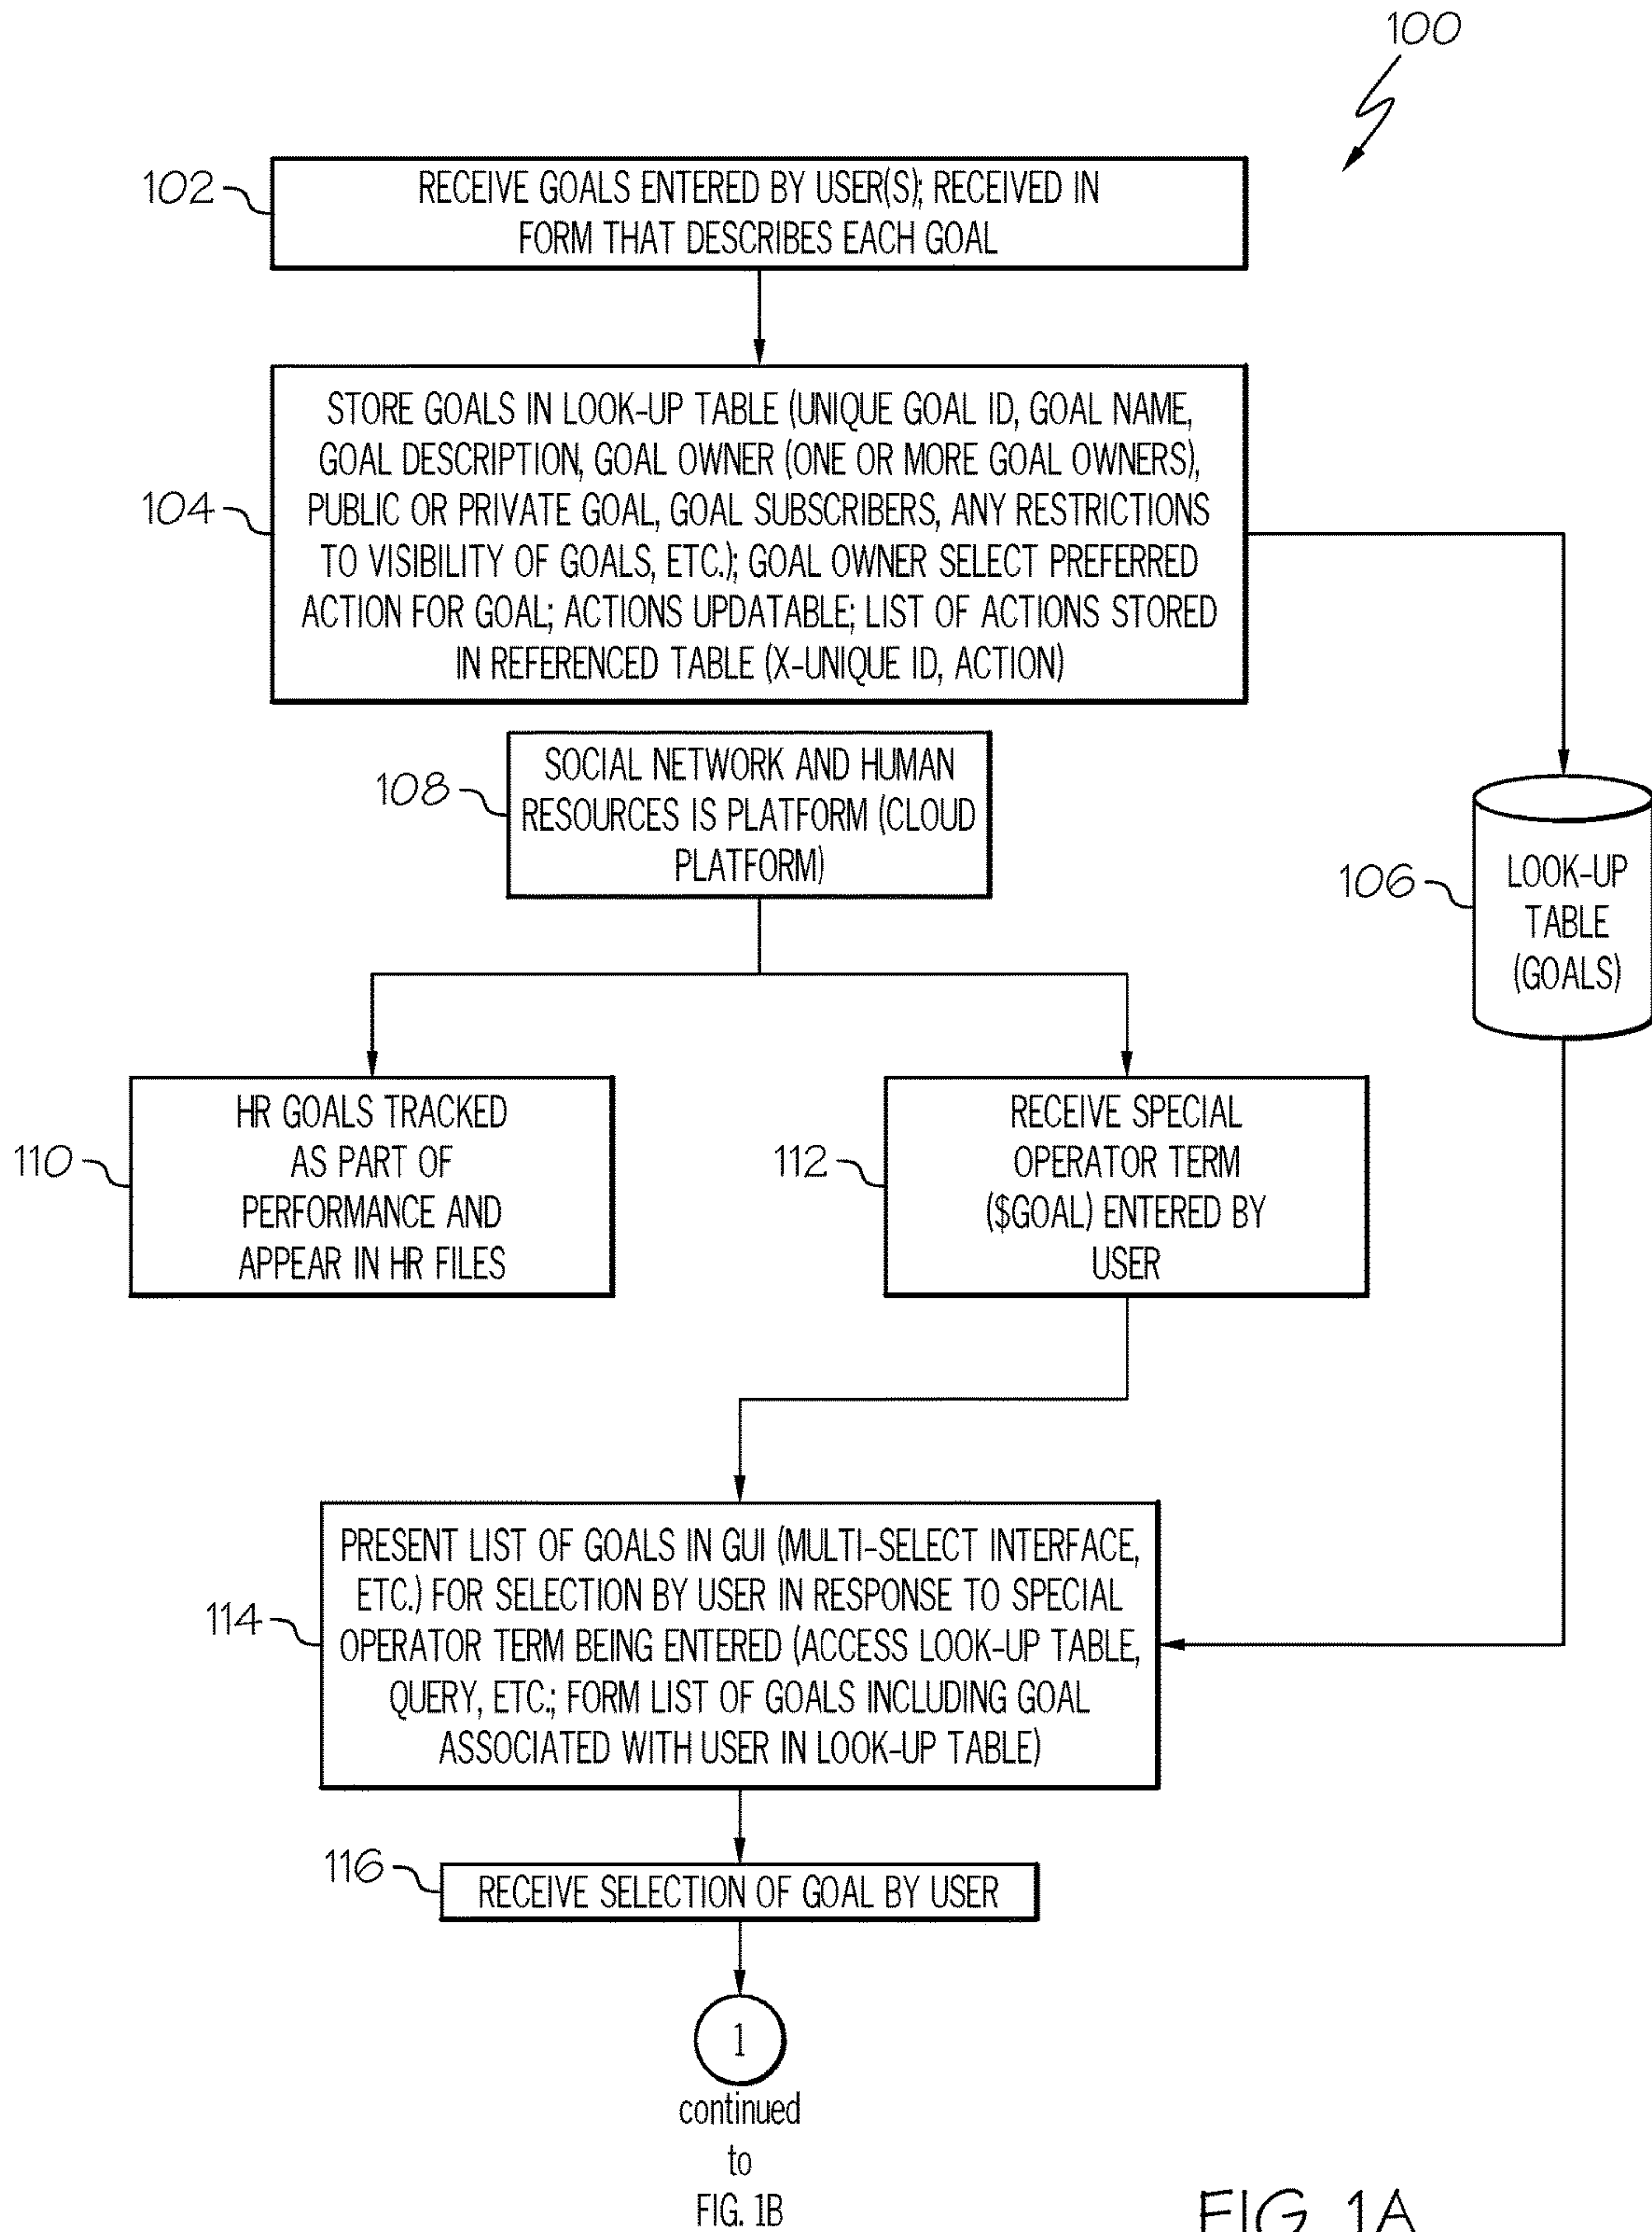 100
102
RECEIVE GOALS ENTERED BY USER(S); RECEIVED IN
FORM THAT DESCRIBES EACH GOAL
104
STORE GOALS IN LOOK-UP TABLE (UNIQUE GOAL ID, GOAL NAME,
GOAL DESCRIPTION, GOAL OWNER (ONE OR MORE GOAL OWNERS),
PUBLIC OR PRIVATE GOAL, GOAL SUBSCRIBERS, ANY RESTRICTIONS
TO VISIBILITY OF GOALS, ETC.); GOAL OWNER SELECT PREFERRED
ACTION FOR GOAL; ACTIONS UPDATABLE; LIST OF ACTIONS STORED
IN REFERENCED TABLE (X-UNIQUE ID, ACTION)
108
SOCIAL NETWORK AND HUMAN
RESOURCES IS PLATFORM (CLOUD
PLATFORM)
106
LOOK-UP
TABLE
(GOALS)
110
HR GOALS TRACKED
AS PART OF
PERFORMANCE AND
APPEAR IN HR FILES
112
RECEIVE SPECIAL
OPERATOR TERM
($GOAL) ENTERED BY
USER
114
PRESENT LIST OF GOALS IN GUI (MULTI-SELECT INTERFACE,
ETC.) FOR SELECTION BY USER IN RESPONSE TO SPECIAL
OPERATOR TERM BEING ENTERED (ACCESS LOOK-UP TABLE,
QUERY, ETC.; FORM LIST OF GOALS INCLUDING GOAL
ASSOCIATED WITH USER IN LOOK-UP TABLE)
116
RECEIVE SELECTION OF GOAL BY USER
1
continued
to
FIG. 1B
FIG. 1A